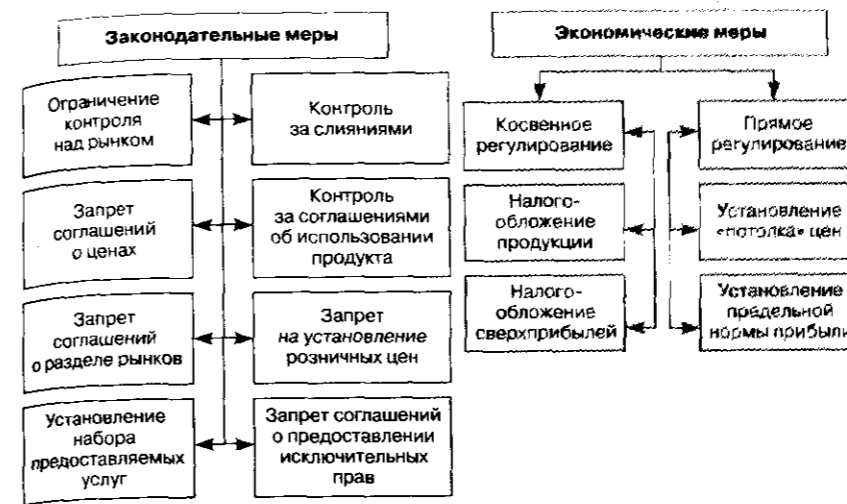 Законодательные меры
Ограничение
контроля
над рынком
Контроль
за слияниями
Запрет
соглашений
о ценах
Контроль
за соглашениями
об использовании
продукта
Запрет
соглашений
о разделе рынков
Запрет
на установление
розничных цен
Установление
набора
предоставляемых
услуг
Запрет соглашений
о предоставлении
исключительных
прав
Экономические меры
Косвенное
регулирование
Прямое
регулирование
Налого-
обложение
продукции
Установление
«потолка» цен
Налого-
обложение
сверхприбылей
Установление
предельной
нормы прибыли